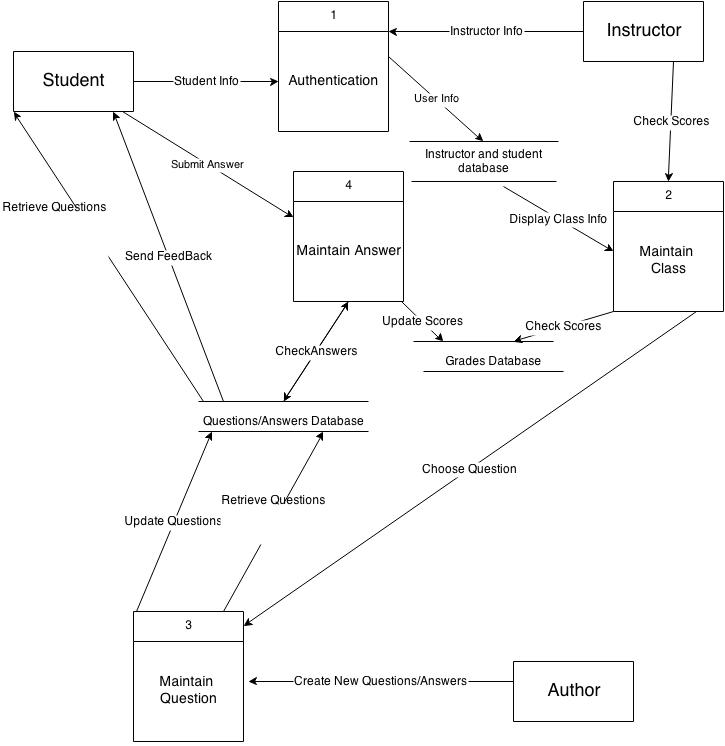 1
Instructor Info
Instructor
Student
Student Info
Authentication
User Info
Check Scores
Submit Answer
Instructor and student
database
4
2
Retrieve Questions
Display Class Info
Send FeedBack
Maintain Answer
Maintain
Class
Update Scores
Check Scores
CheckAnswers
Grades Database
Questions/Answers Database
Choose Question
Retrieve Questions
Update Questions
3
Maintain
Question
Create New Questions/Answers
Author